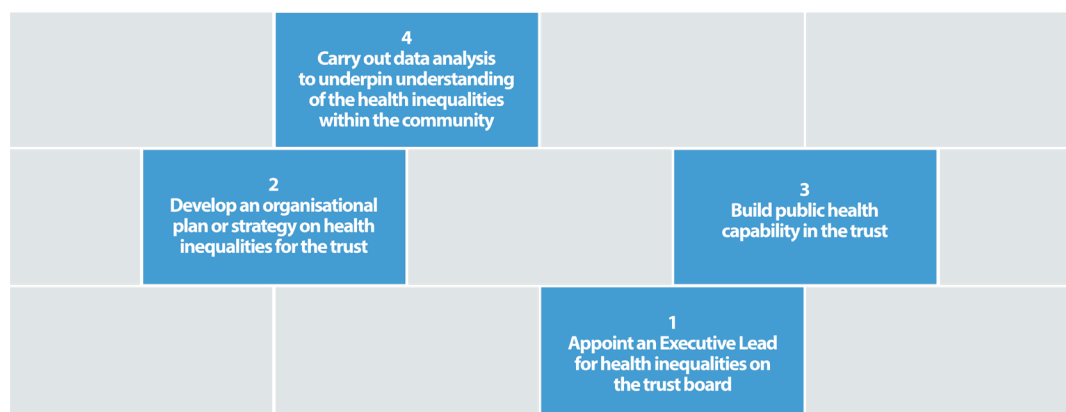 4
Carry out data analysis
to underpin understanding
of the health inequalities
within the community
2
Develop an organisational
plan or strategy on health
inequalities for the trust
3
Build public health
capability in the trust
1
Appoint an Executive Lead
for health inequalities on
the trust board